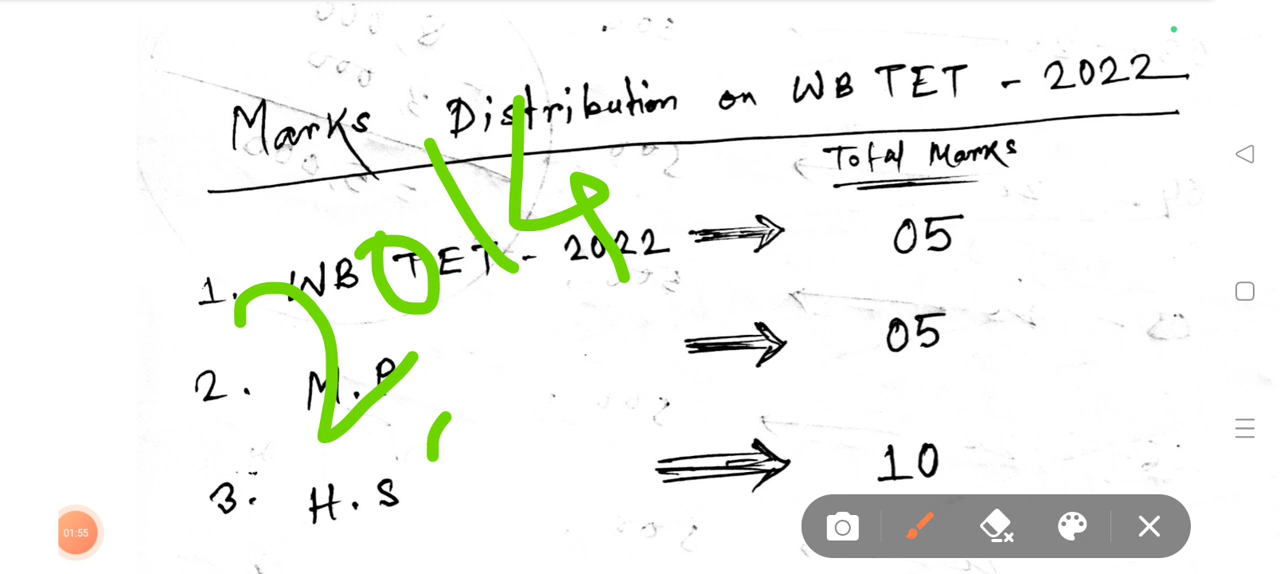 Marks Distribution on WB TET - 2022
Total Marks
1. WB TET - 2022 ⇒ 05
2. M.P ⇒ 05
3. H.S ⇒ 10
2014
01:55